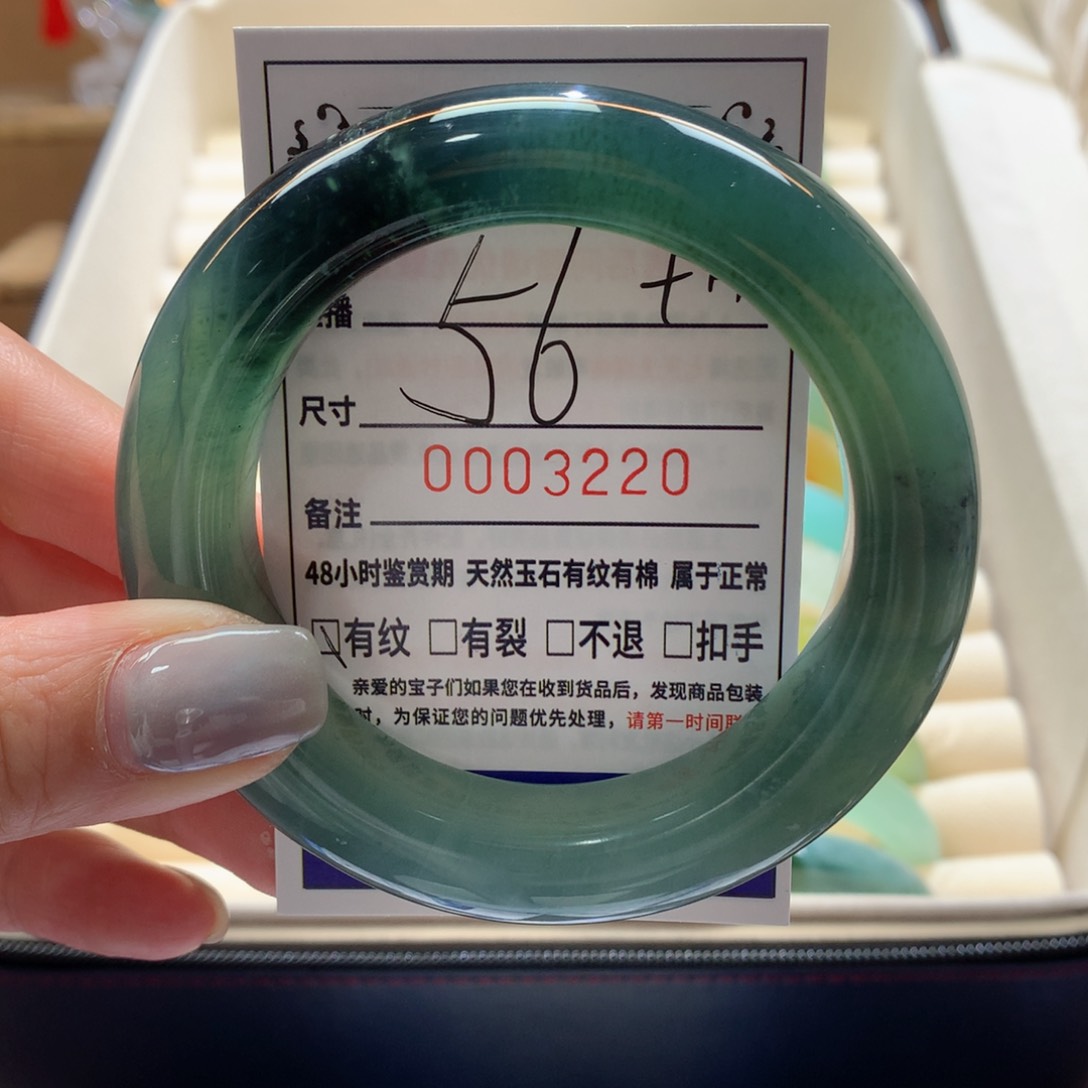 播
56
尺寸
0003220
备注
48小时鉴赏期 天然玉石有纹有棉 属于正常
☑有纹 □有裂 □不退 □扣手
亲爱的宝子们如果您在收到货品后，发现商品包装
时，为保证您的问题优先处理，请第一时间联